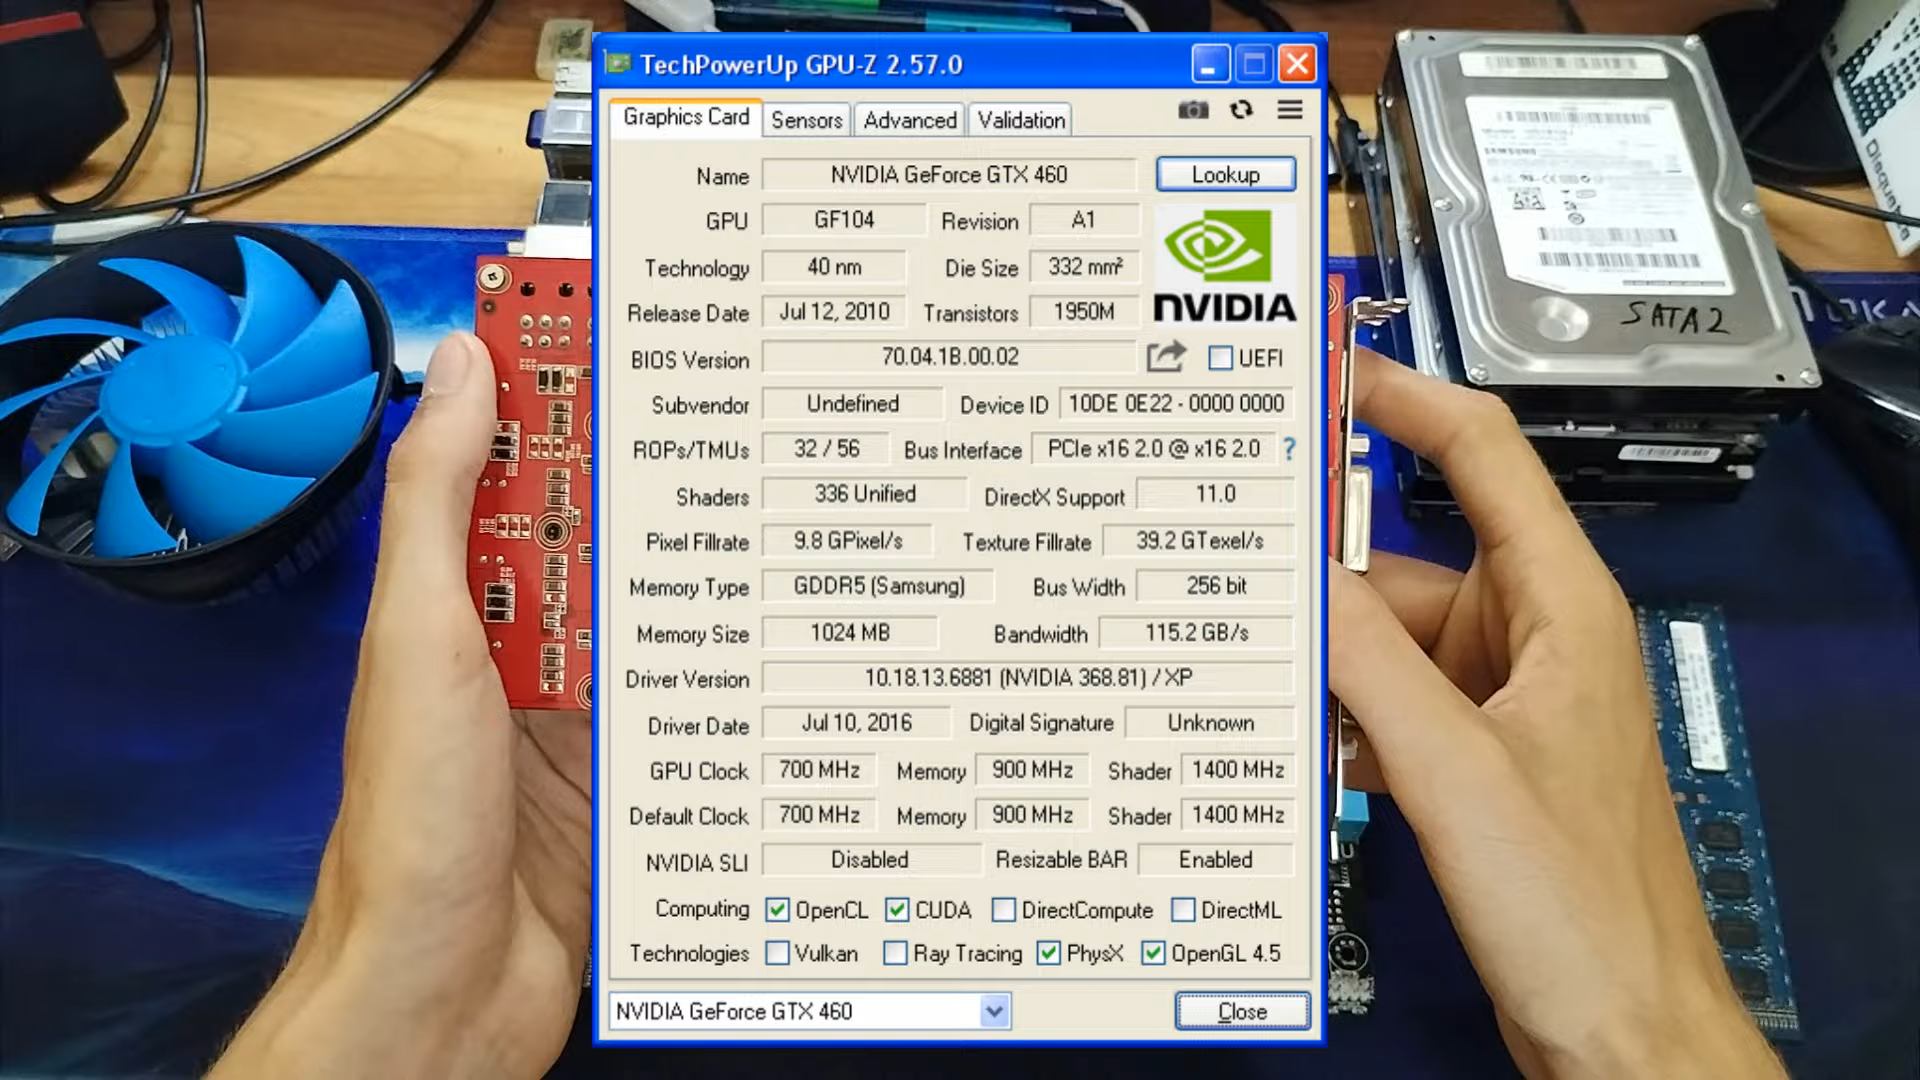 TechPowerUp GPU-Z 2.57.0
Graphics Card Sensors Advanced Validation
Name NVIDIA GeForce GTX 460 Lookup
GPU GF104 Revision A1
Technology 40 nm Die Size 332 mm²
Release Date Jul 12, 2010 Transistors 1950M
NVIDIA
BIOS Version 70.04.1B.00.02 UEFI
Subvendor Undefined Device ID 10DE 0E22 - 0000 0000
ROPs/TMUs 32 / 56 Bus Interface PCIe x16 2.0 @ x16 2.0 ?
Shaders 336 Unified DirectX Support 11.0
Pixel Fillrate 9.8 GPixel/s Texture Fillrate 39.2 GTexel/s
Memory Type GDDR5 (Samsung) Bus Width 256 bit
Memory Size 1024 MB Bandwidth 115.2 GB/s
Driver Version 10.18.13.6881 (NVIDIA 368.81) / XP
Driver Date Jul 10, 2016 Digital Signature Unknown
GPU Clock 700 MHz Memory 900 MHz Shader 1400 MHz
Default Clock 700 MHz Memory 900 MHz Shader 1400 MHz
NVIDIA SLI Disabled Resizable BAR Enabled
Computing OpenCL CUDA DirectCompute DirectML
Technologies Vulkan Ray Tracing PhysX OpenGL 4.5
NVIDIA GeForce GTX 460 Close
SAMSUNG
SATA
SATA2